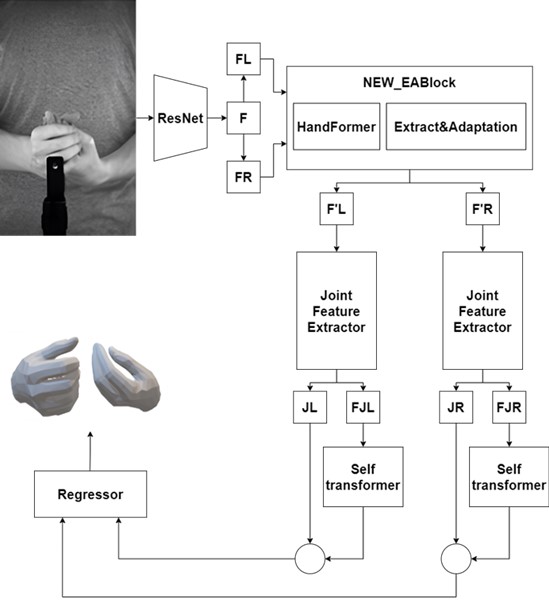 FL
NEW_EABlock
ResNet
F
HandFormer
Extract&Adaptation
FR
F'L
F'R
Joint
Feature
Extractor
Joint
Feature
Extractor
JL
FJL
JR
FJR
Self
transformer
Self
transformer
Regressor